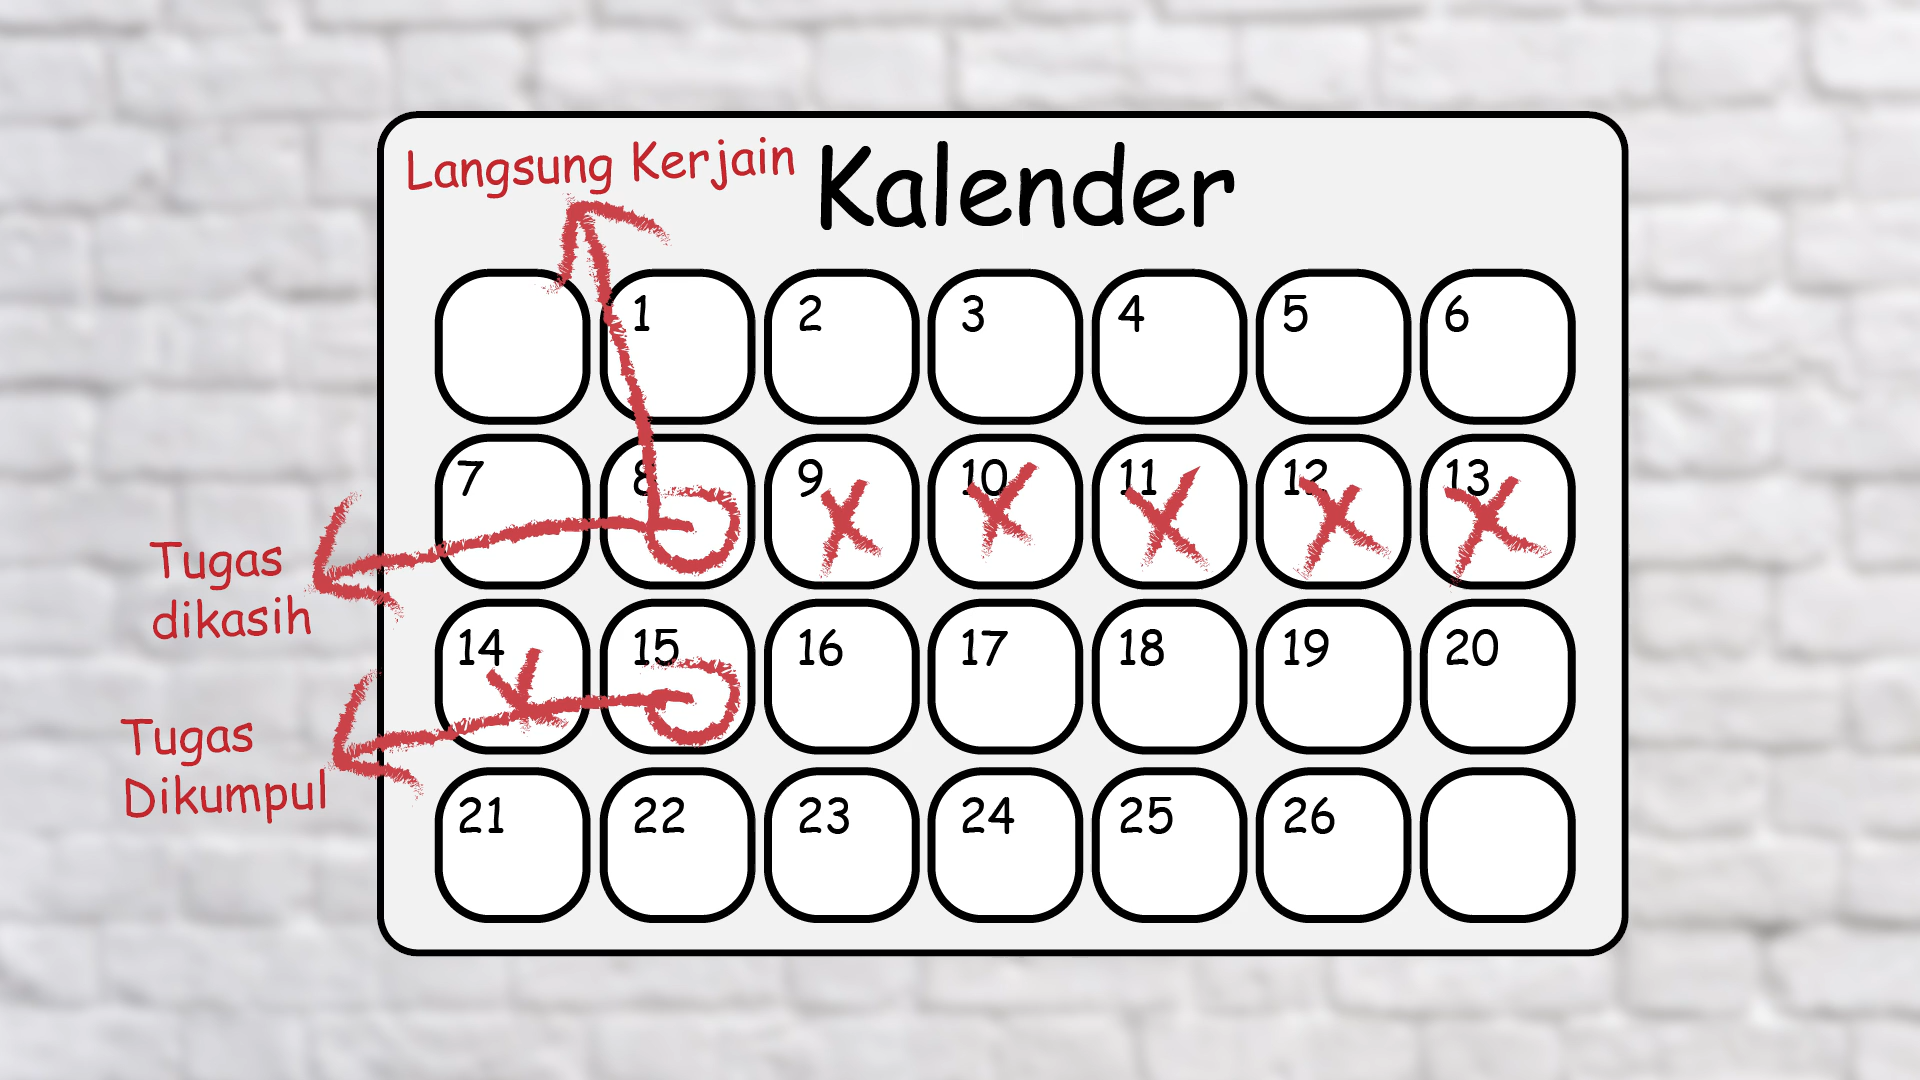 Langsung Kerjain
Kalender
1 2 3 4 5 6
7 8 9 10 11 12 13
Tugas
dikasih
14 15 16 17 18 19 20
Tugas
Dikumpul
21 22 23 24 25 26